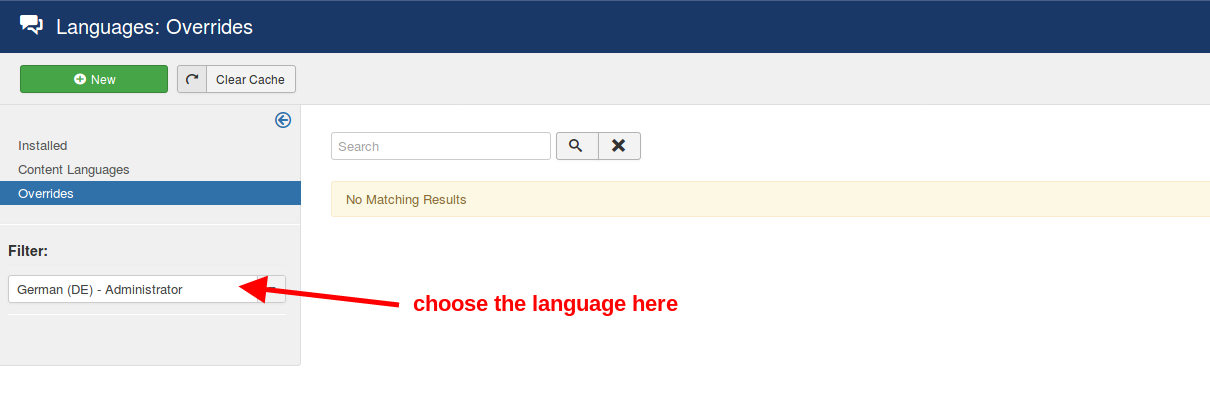 Languages: Overrides
New
Clear Cache
Installed
Content Languages
Overrides
Search
No Matching Results
Filter:
German (DE) - Administrator
choose the language here